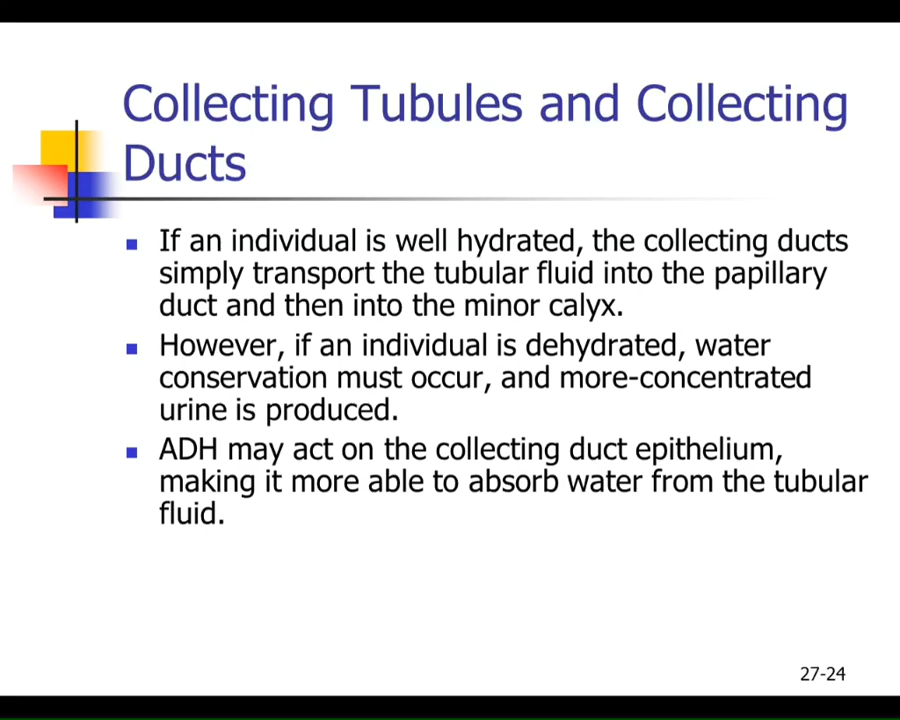 Collecting Tubules and Collecting
Ducts
If an individual is well hydrated, the collecting ducts
simply transport the tubular fluid into the papillary
duct and then into the minor calyx.
However, if an individual is dehydrated, water
conservation must occur, and more-concentrated
urine is produced.
ADH may act on the collecting duct epithelium,
making it more able to absorb water from the tubular
fluid.
27-24